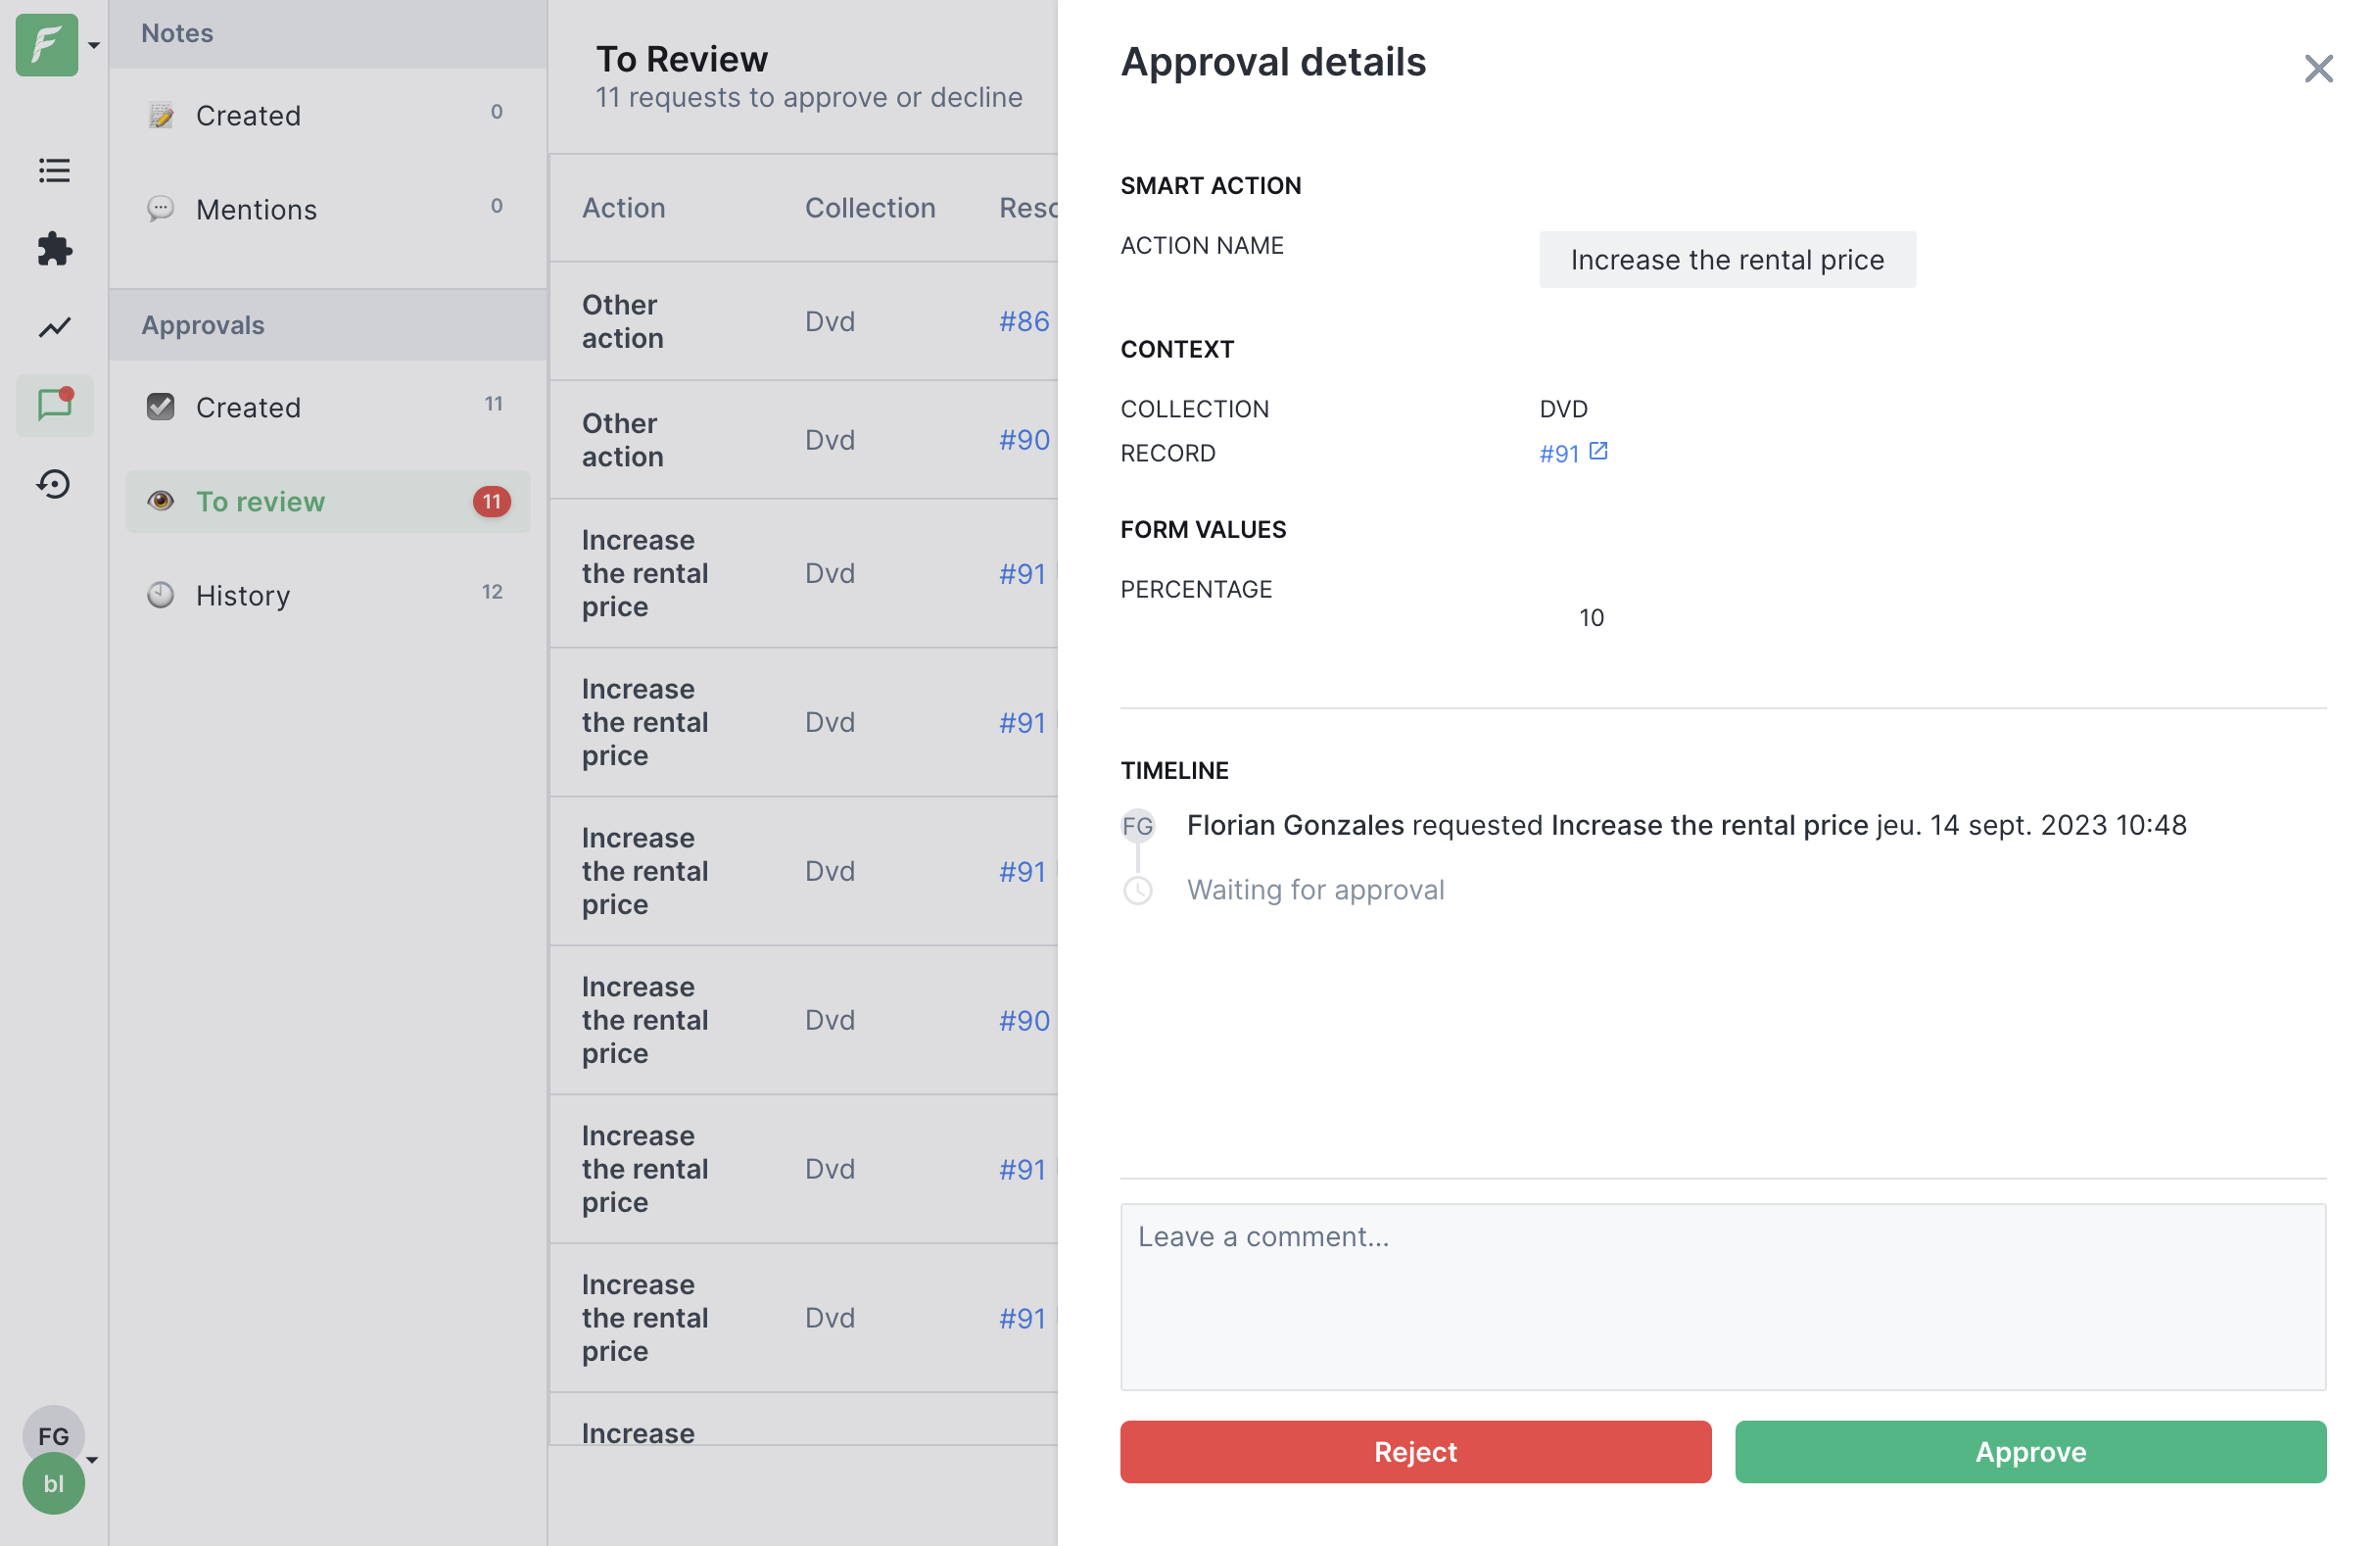 Notes
Created 0
Mentions 0
Approvals
Created 11
To review 11
History 12
FG
bl
To Review
11 requests to approve or decline
Action Collection
Other
action Dvd #86
Other
action Dvd #90
Increase
the rental
price Dvd #91
Increase
the rental
price Dvd #91
Increase
the rental
price Dvd #91
Increase
the rental
price Dvd #90
Increase
the rental
price Dvd #91
Increase
the rental
price Dvd #91
Increase
Approval details
SMART ACTION
ACTION NAME Increase the rental price
CONTEXT
COLLECTION DVD
RECORD #91
FORM VALUES
PERCENTAGE
10
TIMELINE
FG Florian Gonzales requested Increase the rental price jeu. 14 sept. 2023 10:48
Waiting for approval
Leave a comment...
Reject Approve